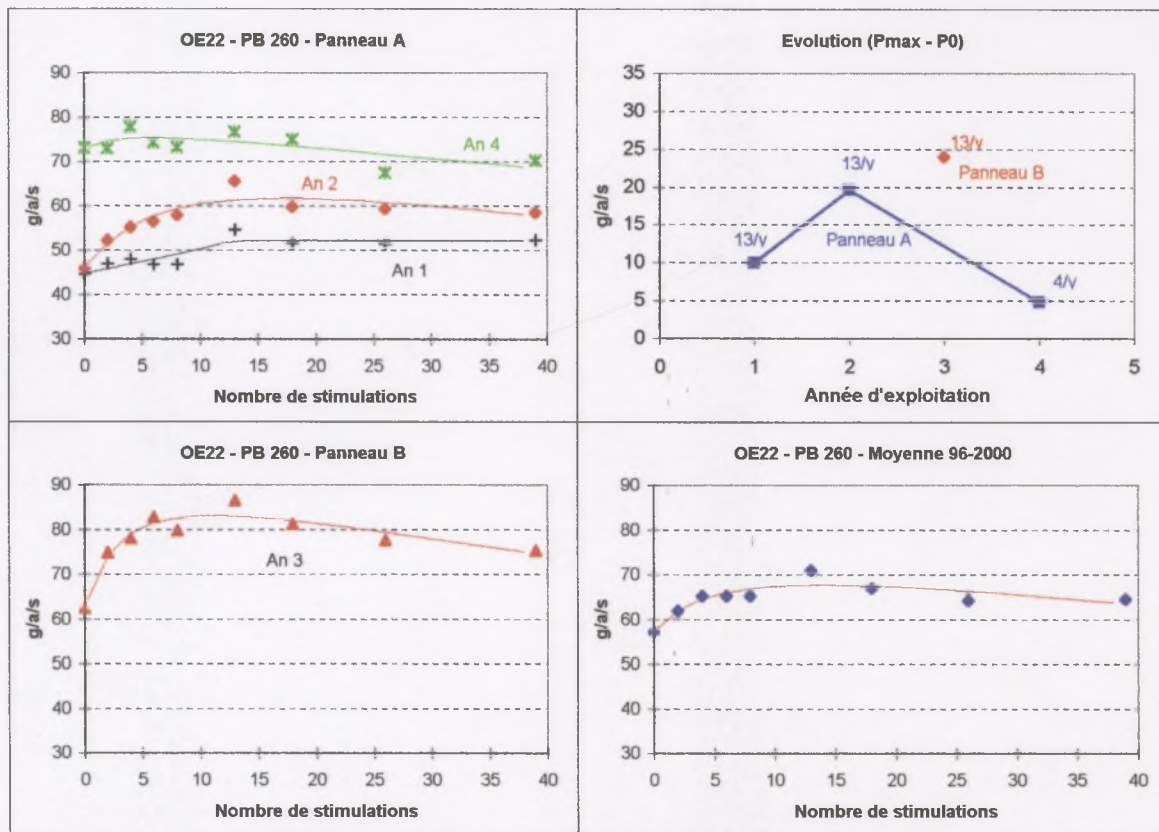 OE22 - PB 260 - Panneau A
90
80
70
60
50
40
30
g/a/s
An 4
An 2
An 1
0 5 10 15 20 25 30 35 40
Nombre de stimulations
Evolution (Pmax - P0)
35
30
25
20
15
10
5
0
g/a/s
13/y
13/y
Panneau B
13/y
Panneau A
4/y
0 1 2 3 4 5
Année d'exploitation
OE22 - PB 260 - Panneau B
90
80
70
60
50
40
30
g/a/s
An 3
0 5 10 15 20 25 30 35 40
Nombre de stimulations
OE22 - PB 260 - Moyenne 96-2000
90
80
70
60
50
40
30
g/a/s
0 5 10 15 20 25 30 35 40
Nombre de stimulations